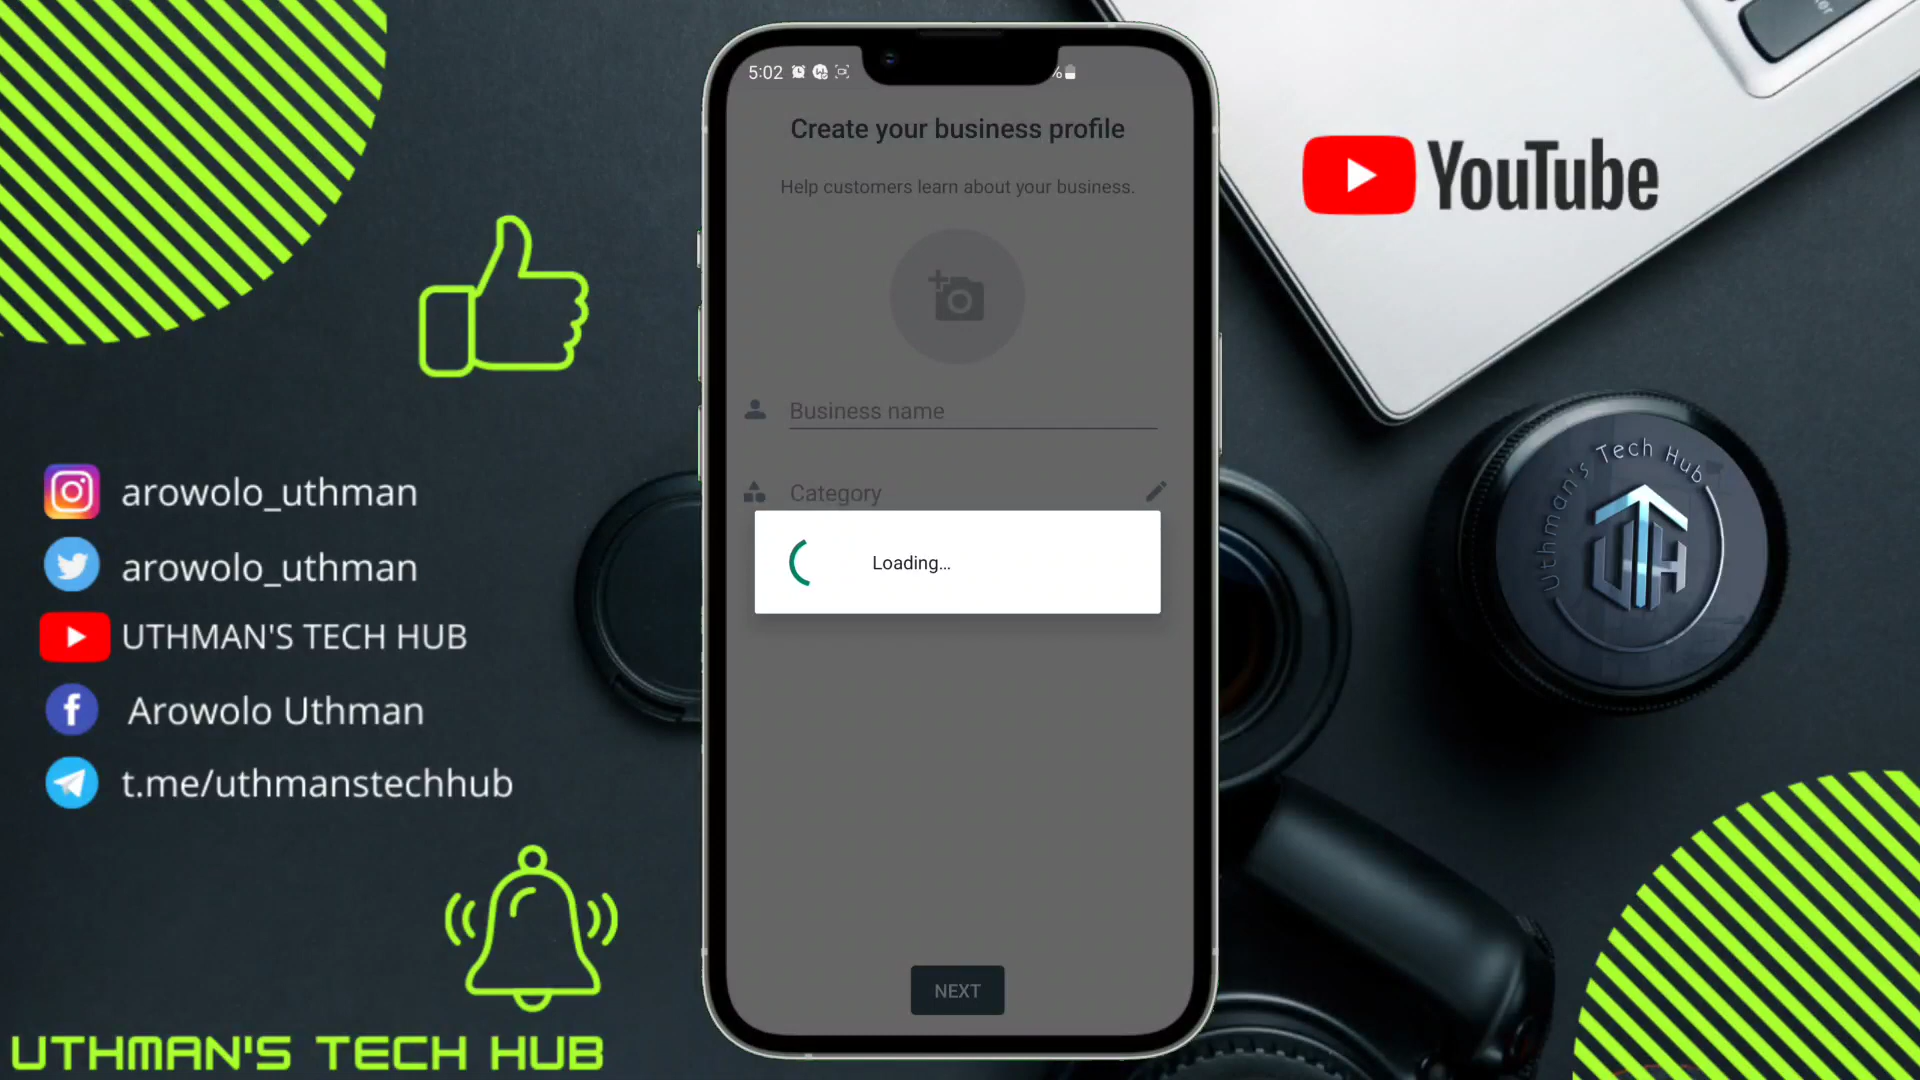 5:02
%
Create your business profile
Help customers learn about your business.
Business name
Category
Loading...
NEXT
YouTube
arowolo_uthman
arowolo_uthman
UTHMAN'S TECH HUB
Arowolo Uthman
t.me/uthmanstechhub
UTHMAN'S TECH HUB
Uthman's Tech Hub
UTH